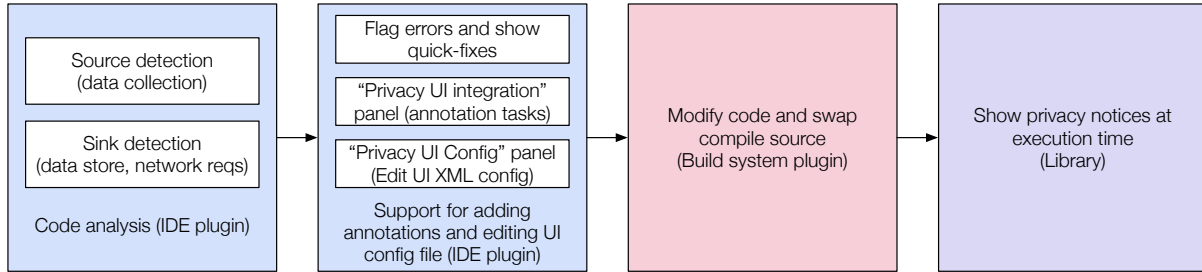 Source detection
(data collection)
Sink detection
(data store, network reqs)
Code analysis (IDE plugin)
Flag errors and show
quick-fixes
“Privacy UI integration”
panel (annotation tasks)
“Privacy UI Config” panel
(Edit UI XML config)
Support for adding
annotations and editing UI
config file (IDE plugin)
Modify code and swap
compile source
(Build system plugin)
Show privacy notices at
execution time
(Library)